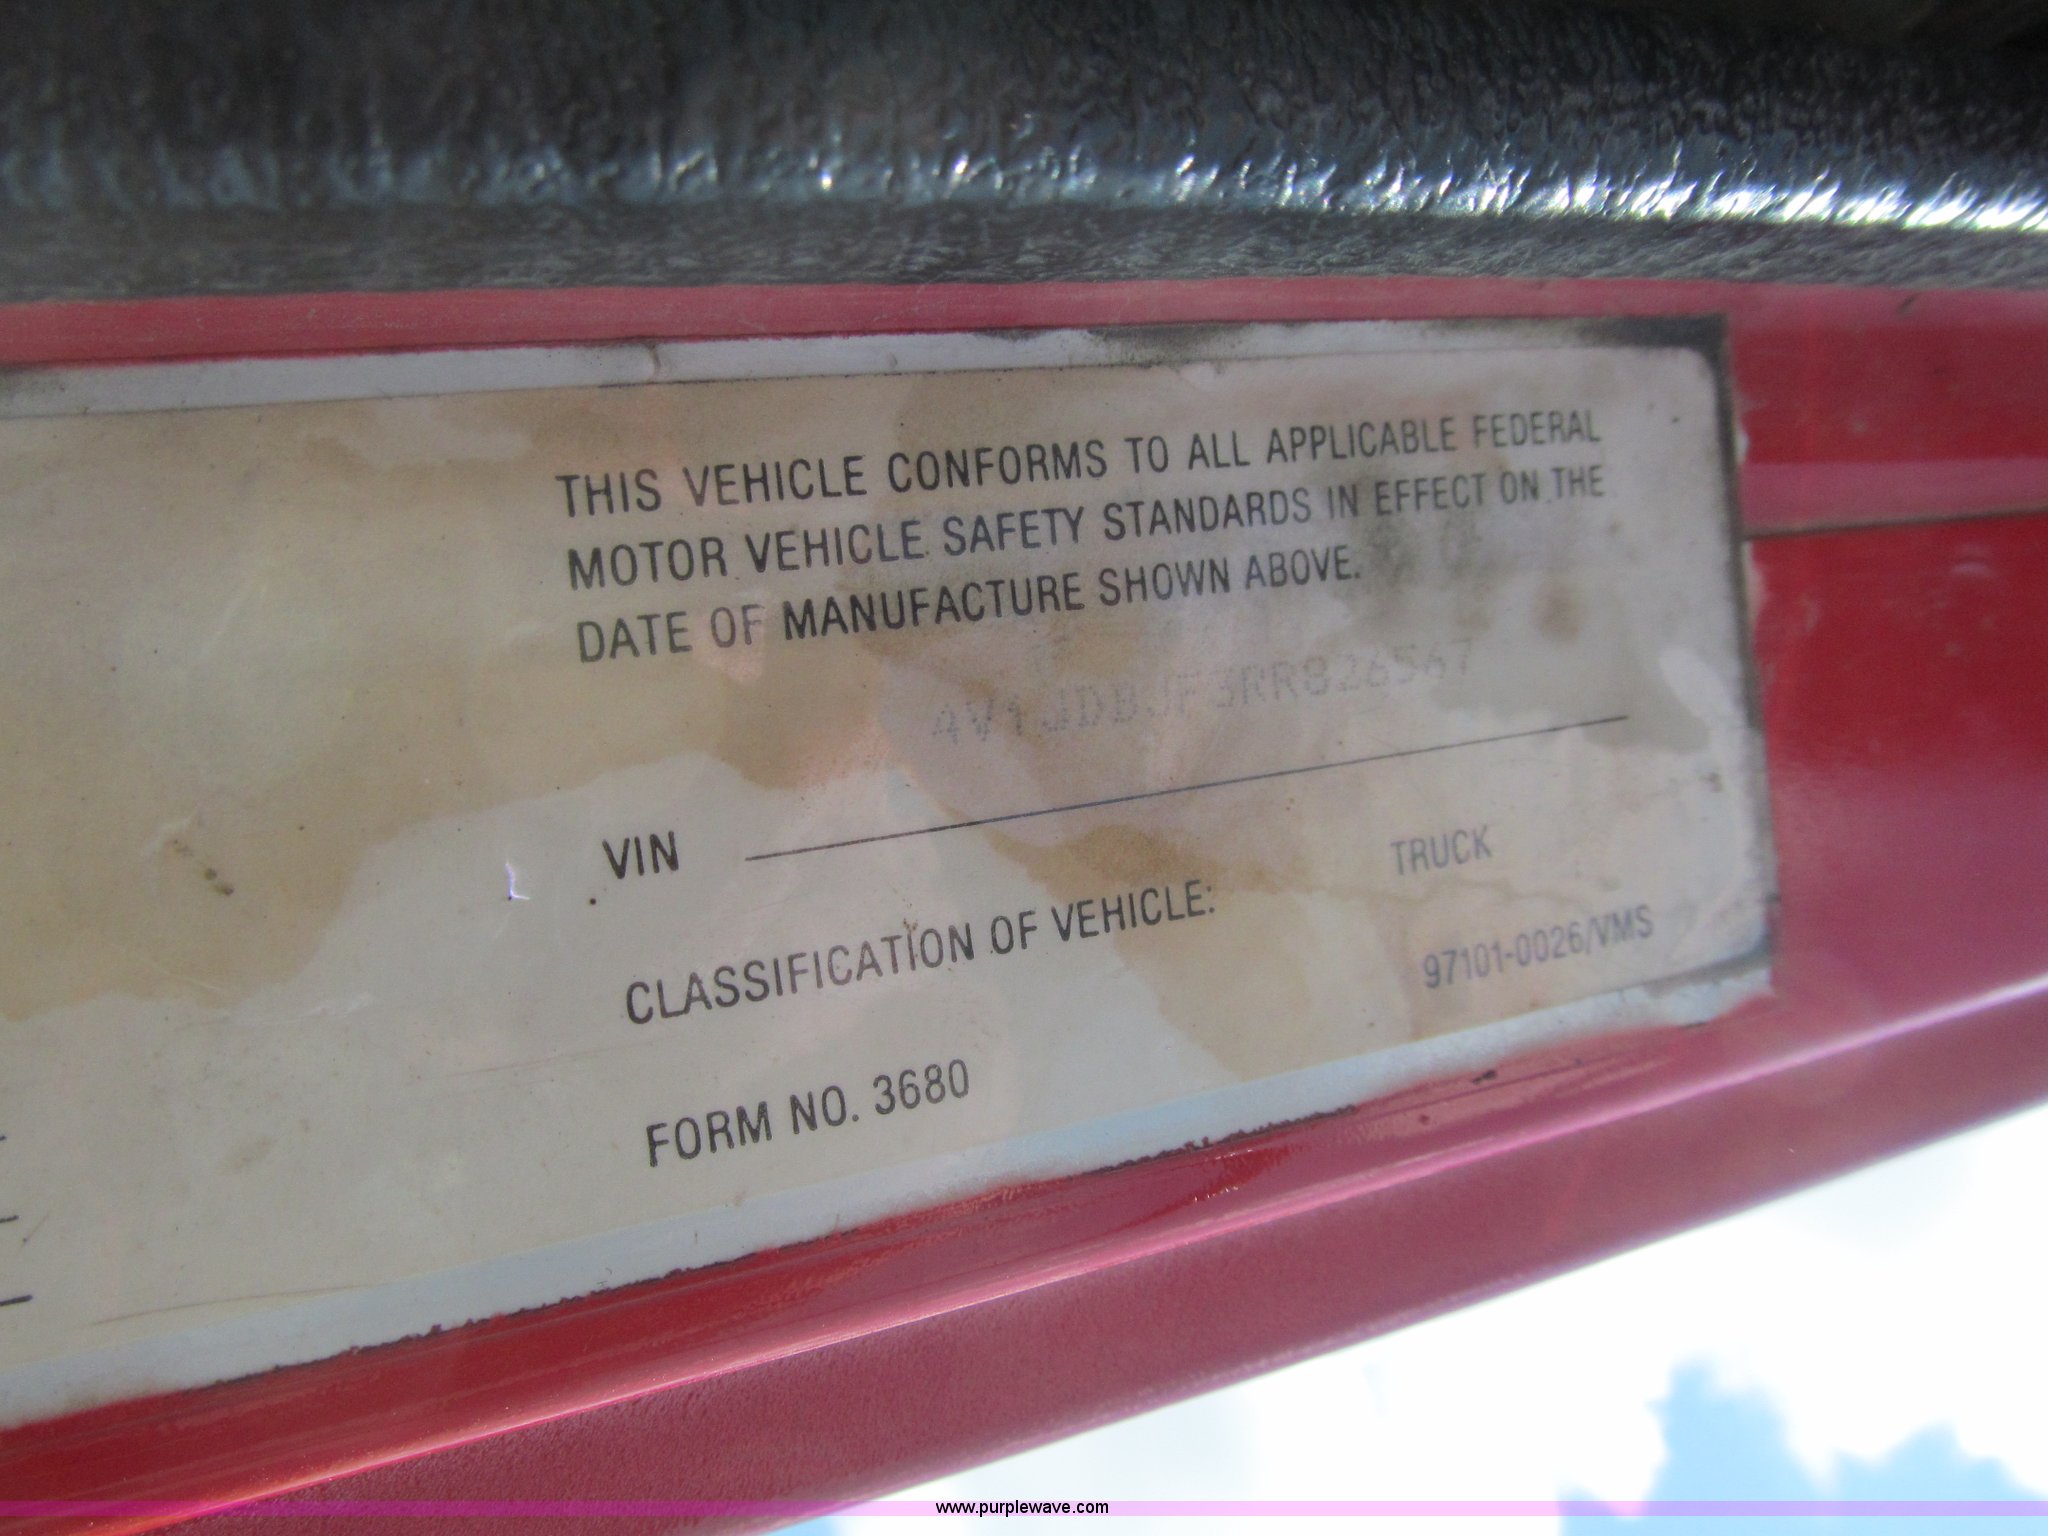 THIS VEHICLE CONFORMS TO ALL APPLICABLE FEDERAL
MOTOR VEHICLE SAFETY STANDARDS IN EFFECT ON THE
DATE OF MANUFACTURE SHOWN ABOVE.
4V1JDBJF3RR826567
VIN
CLASSIFICATION OF VEHICLE: TRUCK
FORM NO. 3680 97101-0026/VMS
www.purplewave.com